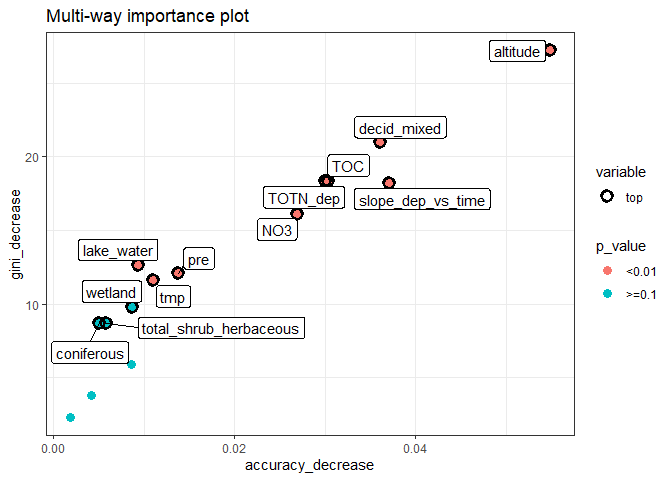 Multi-way importance plot
altitude
decid_mixed
TOC
TOTN_dep
slope_dep_vs_time
NO3
lake_water
pre
wetland
tmp
total_shrub_herbaceous
coniferous
20
10
gini_decrease
0.00
0.02
0.04
accuracy_decrease
variable
top
p_value
<0.01
>=0.1